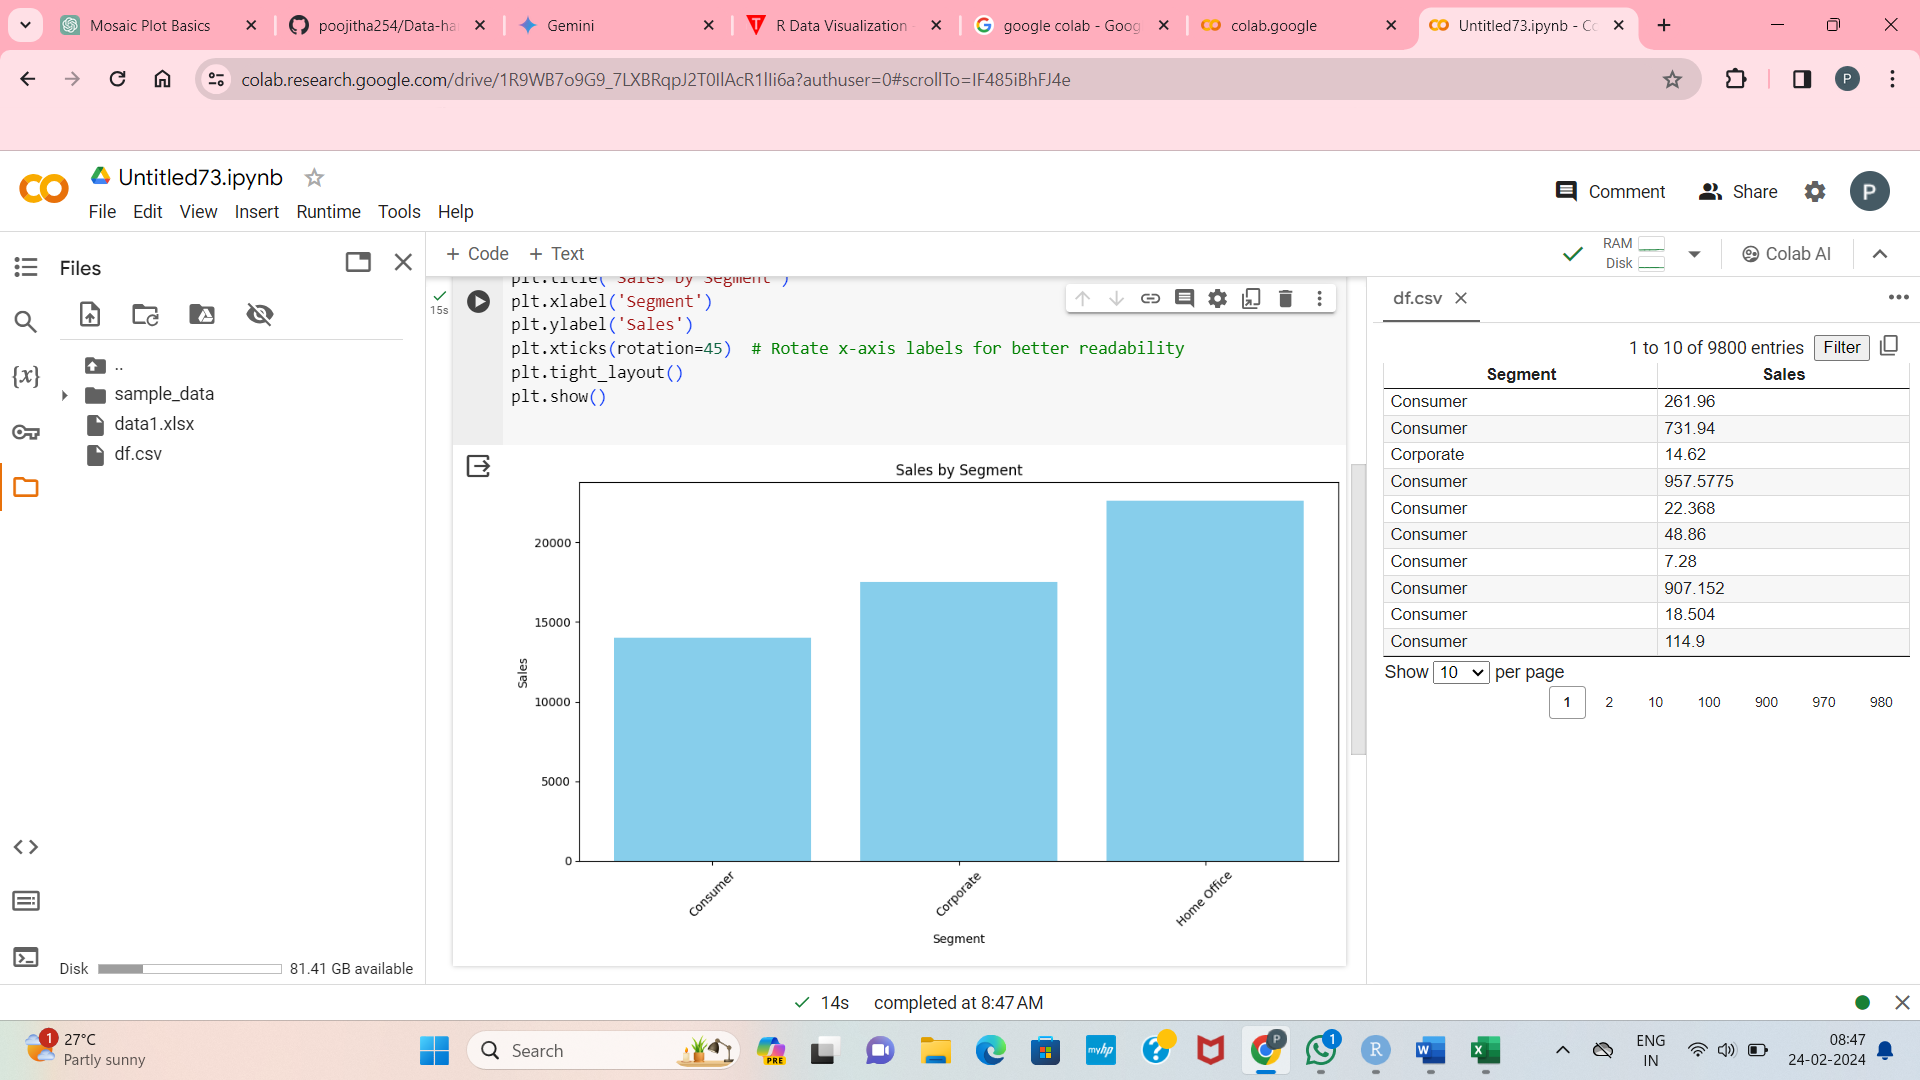 Mosaic Plot Basics
poojitha254/Data-ha
Gemini
R Data Visualization
google colab - Goog
colab.google
Untitled73.ipynb - Co
colab.research.google.com/drive/1R9WB7o9G9_7LXBRqpJ2T0IlAcR1lIi6a?authuser=0#scrollTo=IF485iBhFJ4e
P
CO
Untitled73.ipynb
File Edit View Insert Runtime Tools Help
Comment
Share
P
Files
+ Code + Text
RAM
Disk
Colab AI
..
sample_data
data1.xlsx
df.csv
{x}
Disk
81.41 GB available
15s
plt.title('Sales by Segment')
plt.xlabel('Segment')
plt.ylabel('Sales')
plt.xticks(rotation=45)  # Rotate x-axis labels for better readability
plt.tight_layout()
plt.show()
Sales by Segment
20000
15000
10000
5000
0
Sales
Consumer
Corporate
Home Office
Segment
df.csv
1 to 10 of 9800 entries Filter
Segment Sales
Consumer 261.96
Consumer 731.94
Corporate 14.62
Consumer 957.5775
Consumer 22.368
Consumer 48.86
Consumer 7.28
Consumer 907.152
Consumer 18.504
Consumer 114.9
Show 10 per page
1 2 10 100 900 970 980
14s completed at 8:47 AM
1
27°C
Partly sunny
Search
PRE
myhp
P
1
R
W
X
ENG
IN
08:47
24-02-2024